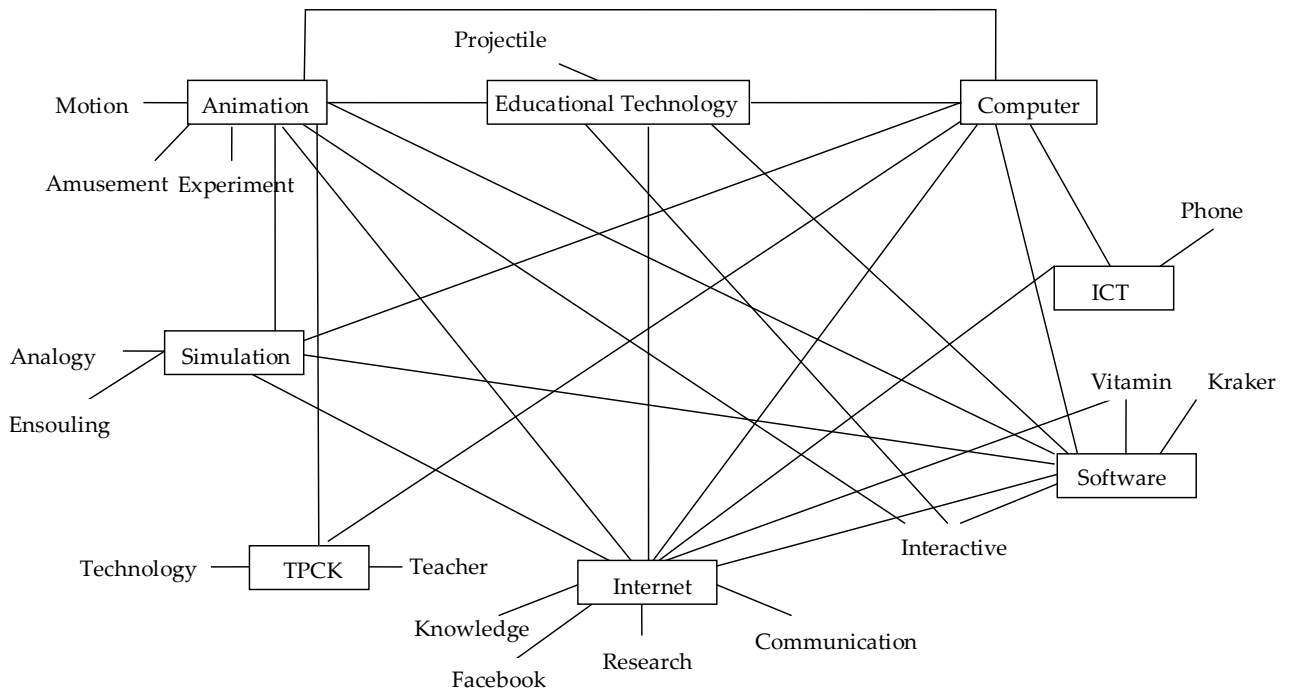 Projectile
Motion
Animation
Educational Technology
Computer
Amusement
Experiment
Phone
ICT
Analogy
Simulation
Vitamin
Kraker
Ensouling
Software
Interactive
Technology
TPCK
Teacher
Internet
Knowledge
Communication
Research
Facebook